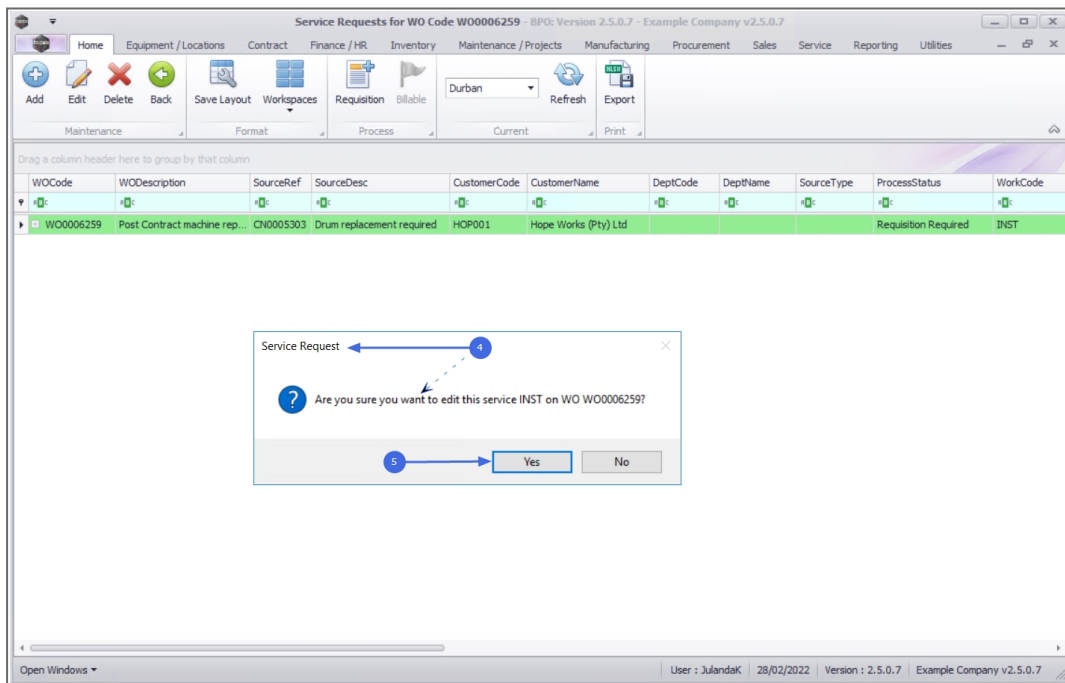 Service Requests for WO Code WO0006259 - BPO: Version 2.5.0.7 - Example Company v2.5.0.7
Home Equipment / Locations Contract Finance / HR Inventory Maintenance / Projects Manufacturing Procurement Sales Service Reporting Utilities
Add Edit Delete Back Save Layout Workspaces Requisition Billable Durban Refresh Export
Maintenance Format Process Current Print
Drag a column header here to group by that column
WOCode WODescription SourceRef SourceDesc CustomerCode CustomerName DeptCode DeptName SourceType ProcessStatus WorkCode
WO0006259 Post Contract machine rep... CN0005303 Drum replacement required HOP001 Hope Works (Pty) Ltd Requisition Required INST
Service Request 4
Are you sure you want to edit this service INST on WO WO0006259?
5 Yes No
Open Windows User : JulandaK 28/02/2022 Version : 2.5.0.7 Example Company v2.5.0.7